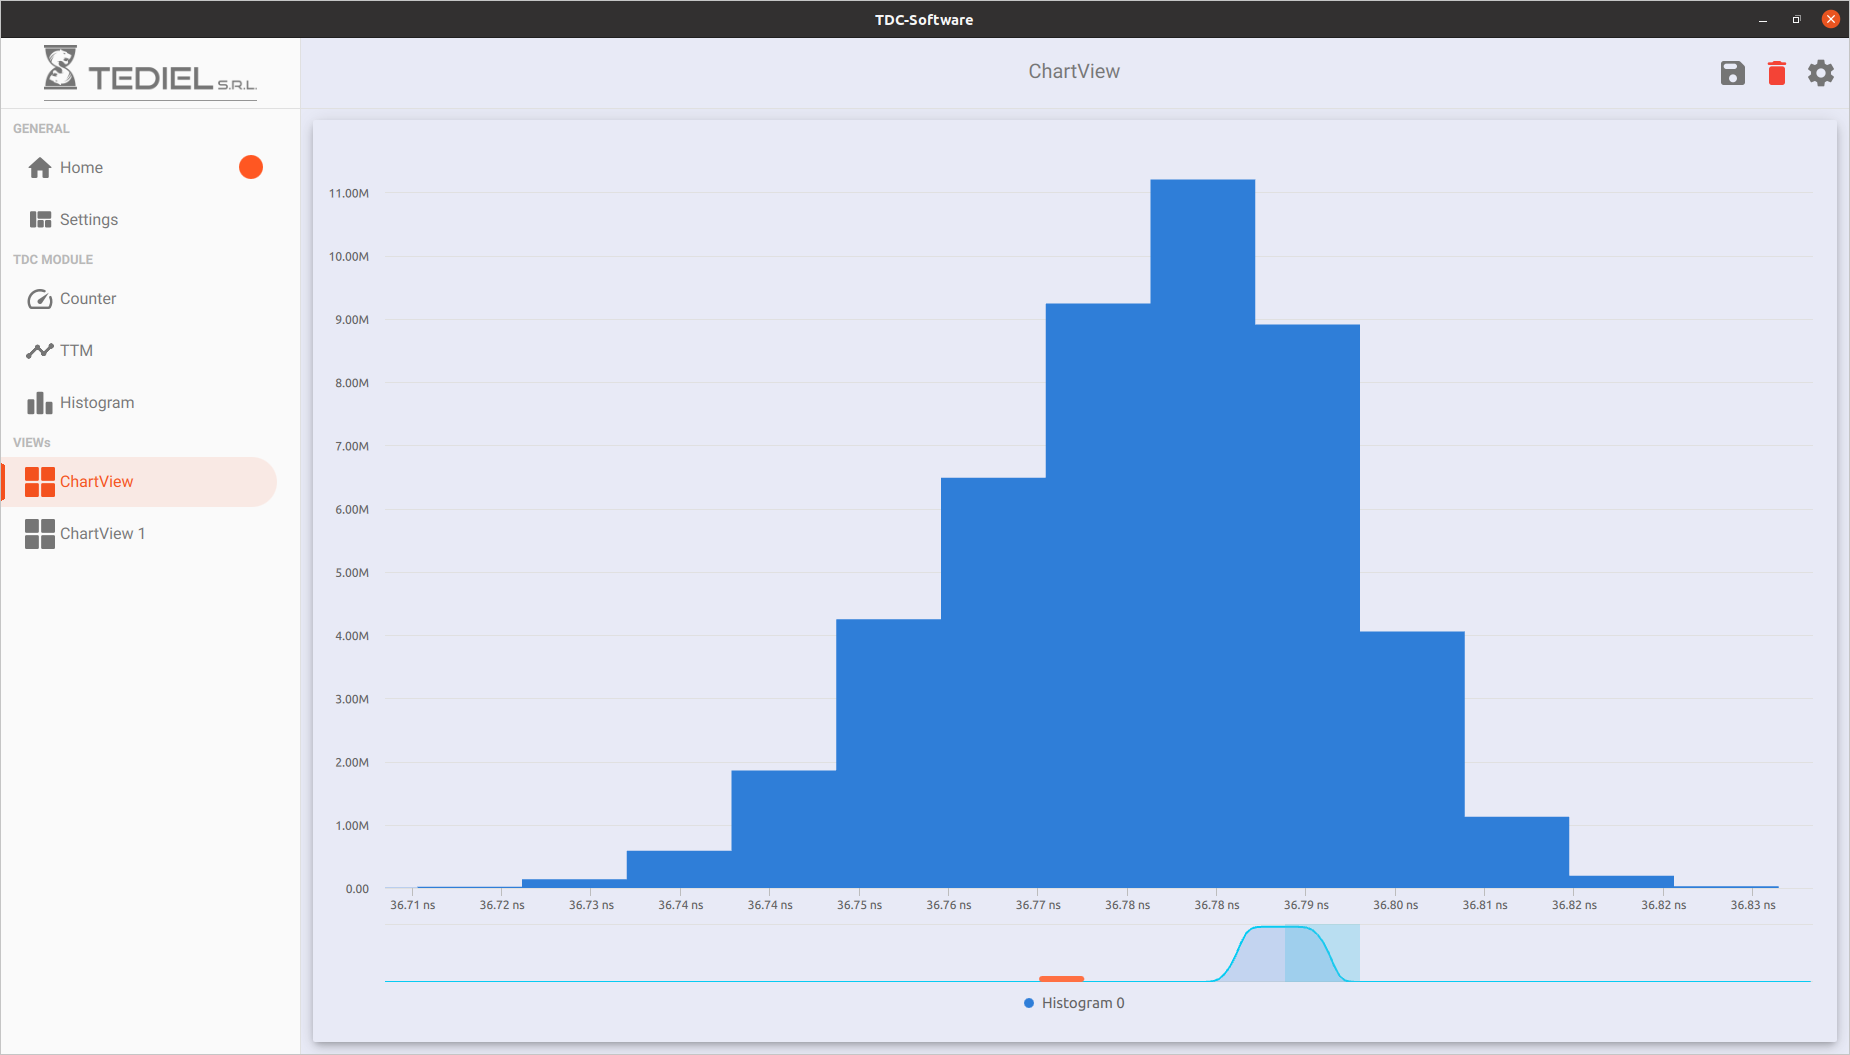 TDC-Software
TEDIEL S.R.L.
ChartView
GENERAL
Home
Settings
TDC MODULE
Counter
TTM
Histogram
VIEWs
ChartView
ChartView 1
11.00M
10.00M
9.00M
8.00M
7.00M
6.00M
5.00M
4.00M
3.00M
2.00M
1.00M
0.00
36.71 ns 36.72 ns 36.73 ns 36.74 ns 36.74 ns 36.75 ns 36.76 ns 36.77 ns 36.78 ns 36.78 ns 36.79 ns 36.80 ns 36.81 ns 36.82 ns 36.82 ns 36.83 ns
Histogram 0